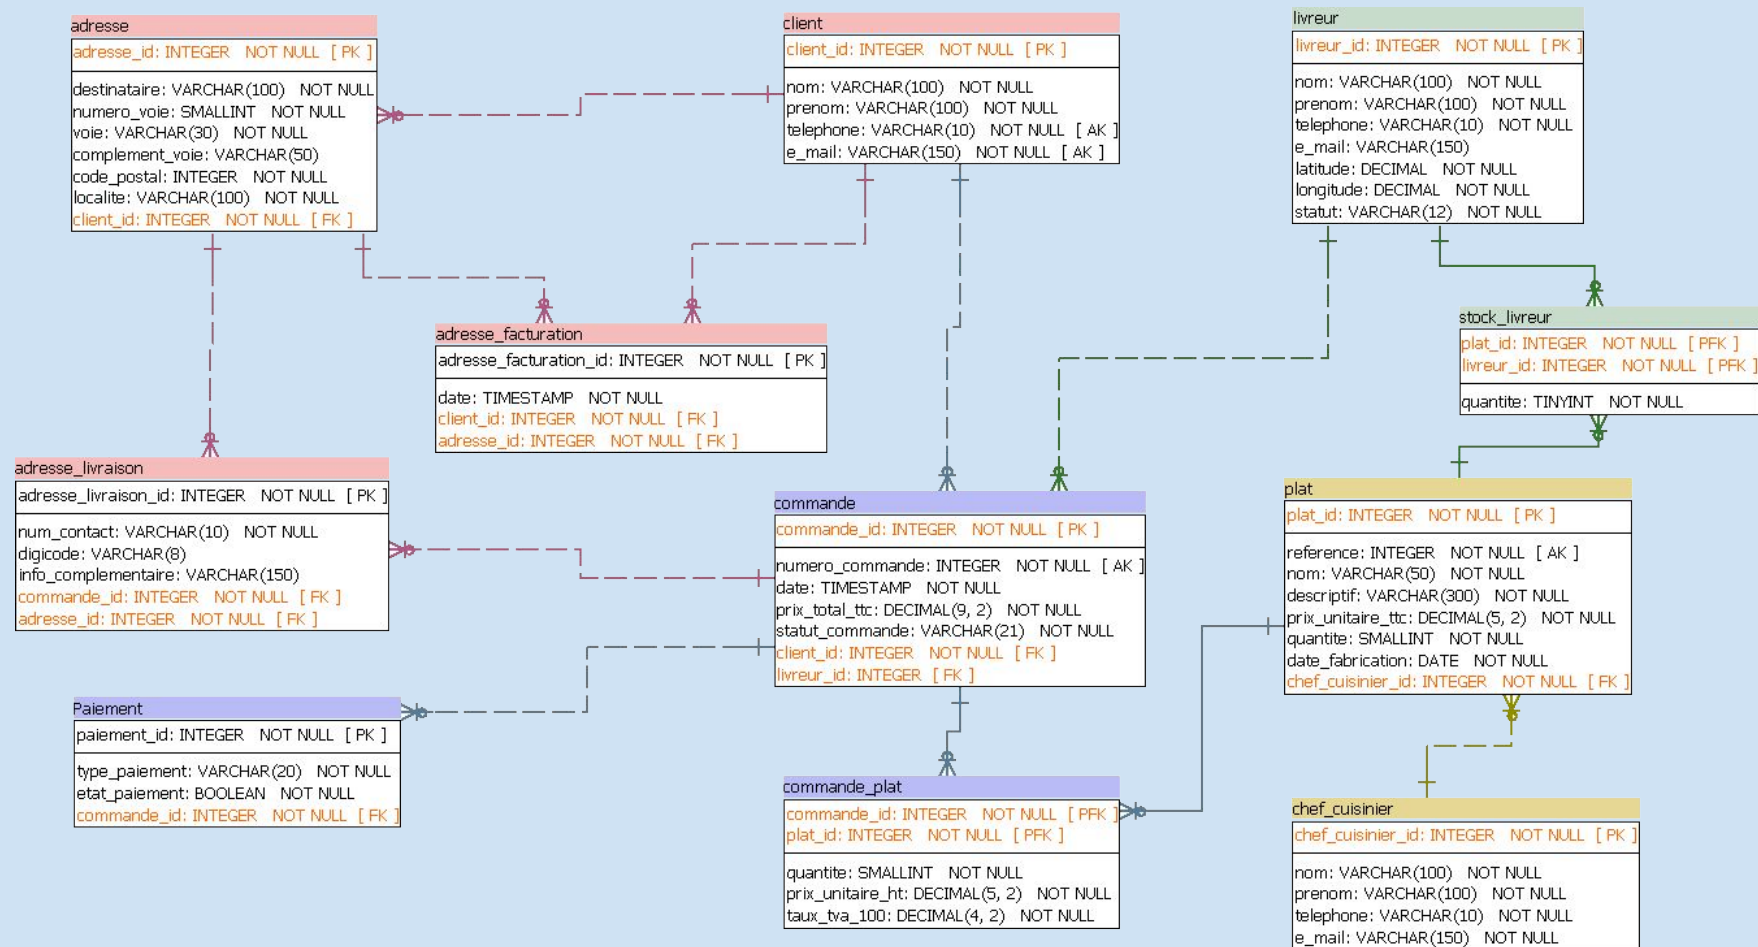 adresse
adresse_id: INTEGER NOT NULL [ PK ]
destinataire: VARCHAR(100) NOT NULL
numero_voie: SMALLINT NOT NULL
voie: VARCHAR(30) NOT NULL
complement_voie: VARCHAR(50)
code_postal: INTEGER NOT NULL
localite: VARCHAR(100) NOT NULL
client_id: INTEGER NOT NULL [ FK ]
client
client_id: INTEGER NOT NULL [ PK ]
nom: VARCHAR(100) NOT NULL
prenom: VARCHAR(100) NOT NULL
telephone: VARCHAR(10) NOT NULL [ AK ]
e_mail: VARCHAR(150) NOT NULL [ AK ]
livreur
livreur_id: INTEGER NOT NULL [ PK ]
nom: VARCHAR(100) NOT NULL
prenom: VARCHAR(100) NOT NULL
telephone: VARCHAR(10) NOT NULL
e_mail: VARCHAR(150)
latitude: DECIMAL NOT NULL
longitude: DECIMAL NOT NULL
statut: VARCHAR(12) NOT NULL
adresse_facturation
adresse_facturation_id: INTEGER NOT NULL [ PK ]
date: TIMESTAMP NOT NULL
client_id: INTEGER NOT NULL [ FK ]
adresse_id: INTEGER NOT NULL [ FK ]
stock_livreur
plat_id: INTEGER NOT NULL [ PFK ]
livreur_id: INTEGER NOT NULL [ PFK ]
quantite: TINYINT NOT NULL
adresse_livraison
adresse_livraison_id: INTEGER NOT NULL [ PK ]
num_contact: VARCHAR(10) NOT NULL
digicode: VARCHAR(8)
info_complementaire: VARCHAR(150)
commande_id: INTEGER NOT NULL [ FK ]
adresse_id: INTEGER NOT NULL [ FK ]
commande
commande_id: INTEGER NOT NULL [ PK ]
numero_commande: INTEGER NOT NULL [ AK ]
date: TIMESTAMP NOT NULL
prix_total_ttc: DECIMAL(9, 2) NOT NULL
statut_commande: VARCHAR(21) NOT NULL
client_id: INTEGER NOT NULL [ FK ]
livreur_id: INTEGER [ FK ]
plat
plat_id: INTEGER NOT NULL [ PK ]
reference: INTEGER NOT NULL [ AK ]
nom: VARCHAR(50) NOT NULL
descriptif: VARCHAR(300) NOT NULL
prix_unitaire_ttc: DECIMAL(5, 2) NOT NULL
quantite: SMALLINT NOT NULL
date_fabrication: DATE NOT NULL
chef_cuisinier_id: INTEGER NOT NULL [ FK ]
Paiement
paiement_id: INTEGER NOT NULL [ PK ]
type_paiement: VARCHAR(20) NOT NULL
etat_paiement: BOOLEAN NOT NULL
commande_id: INTEGER NOT NULL [ FK ]
commande_plat
commande_id: INTEGER NOT NULL [ PFK ]
plat_id: INTEGER NOT NULL [ PFK ]
quantite: SMALLINT NOT NULL
prix_unitaire_ht: DECIMAL(5, 2) NOT NULL
taux_tva_100: DECIMAL(4, 2) NOT NULL
chef_cuisinier
chef_cuisinier_id: INTEGER NOT NULL [ PK ]
nom: VARCHAR(100) NOT NULL
prenom: VARCHAR(100) NOT NULL
telephone: VARCHAR(10) NOT NULL
e_mail: VARCHAR(150) NOT NULL